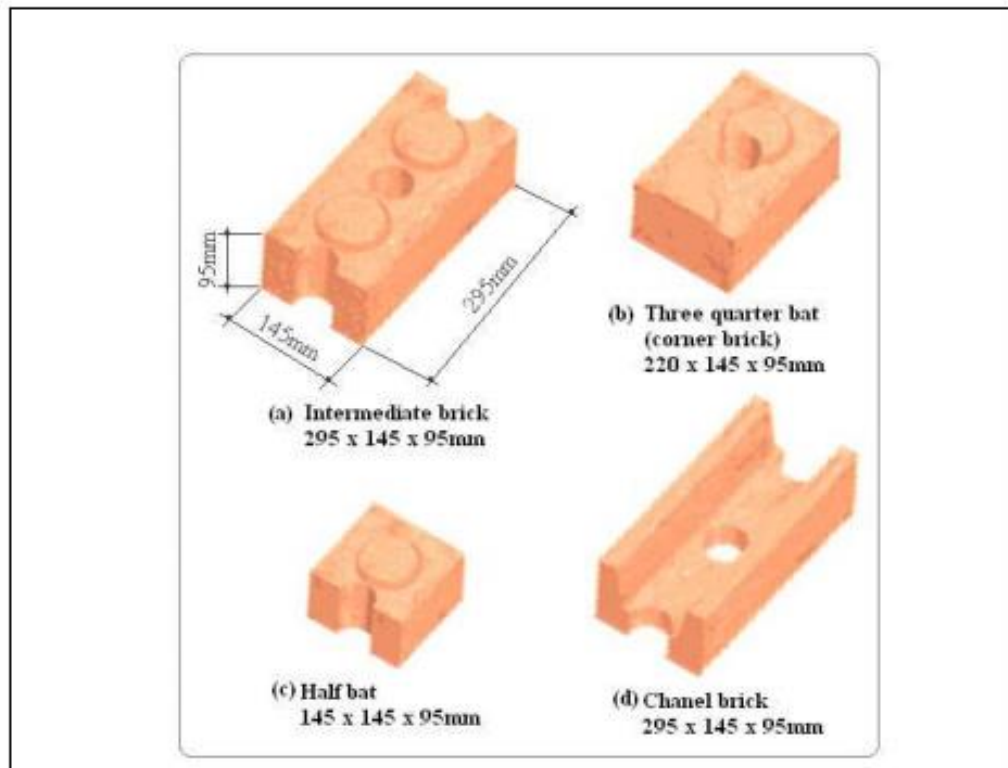 95mm
145mm
295mm
(a) Intermediate brick
295 x 145 x 95mm
(b) Three quarter bat
(corner brick)
220 x 145 x 95mm
(c) Half bat
145 x 145 x 95mm
(d) Chanel brick
295 x 145 x 95mm